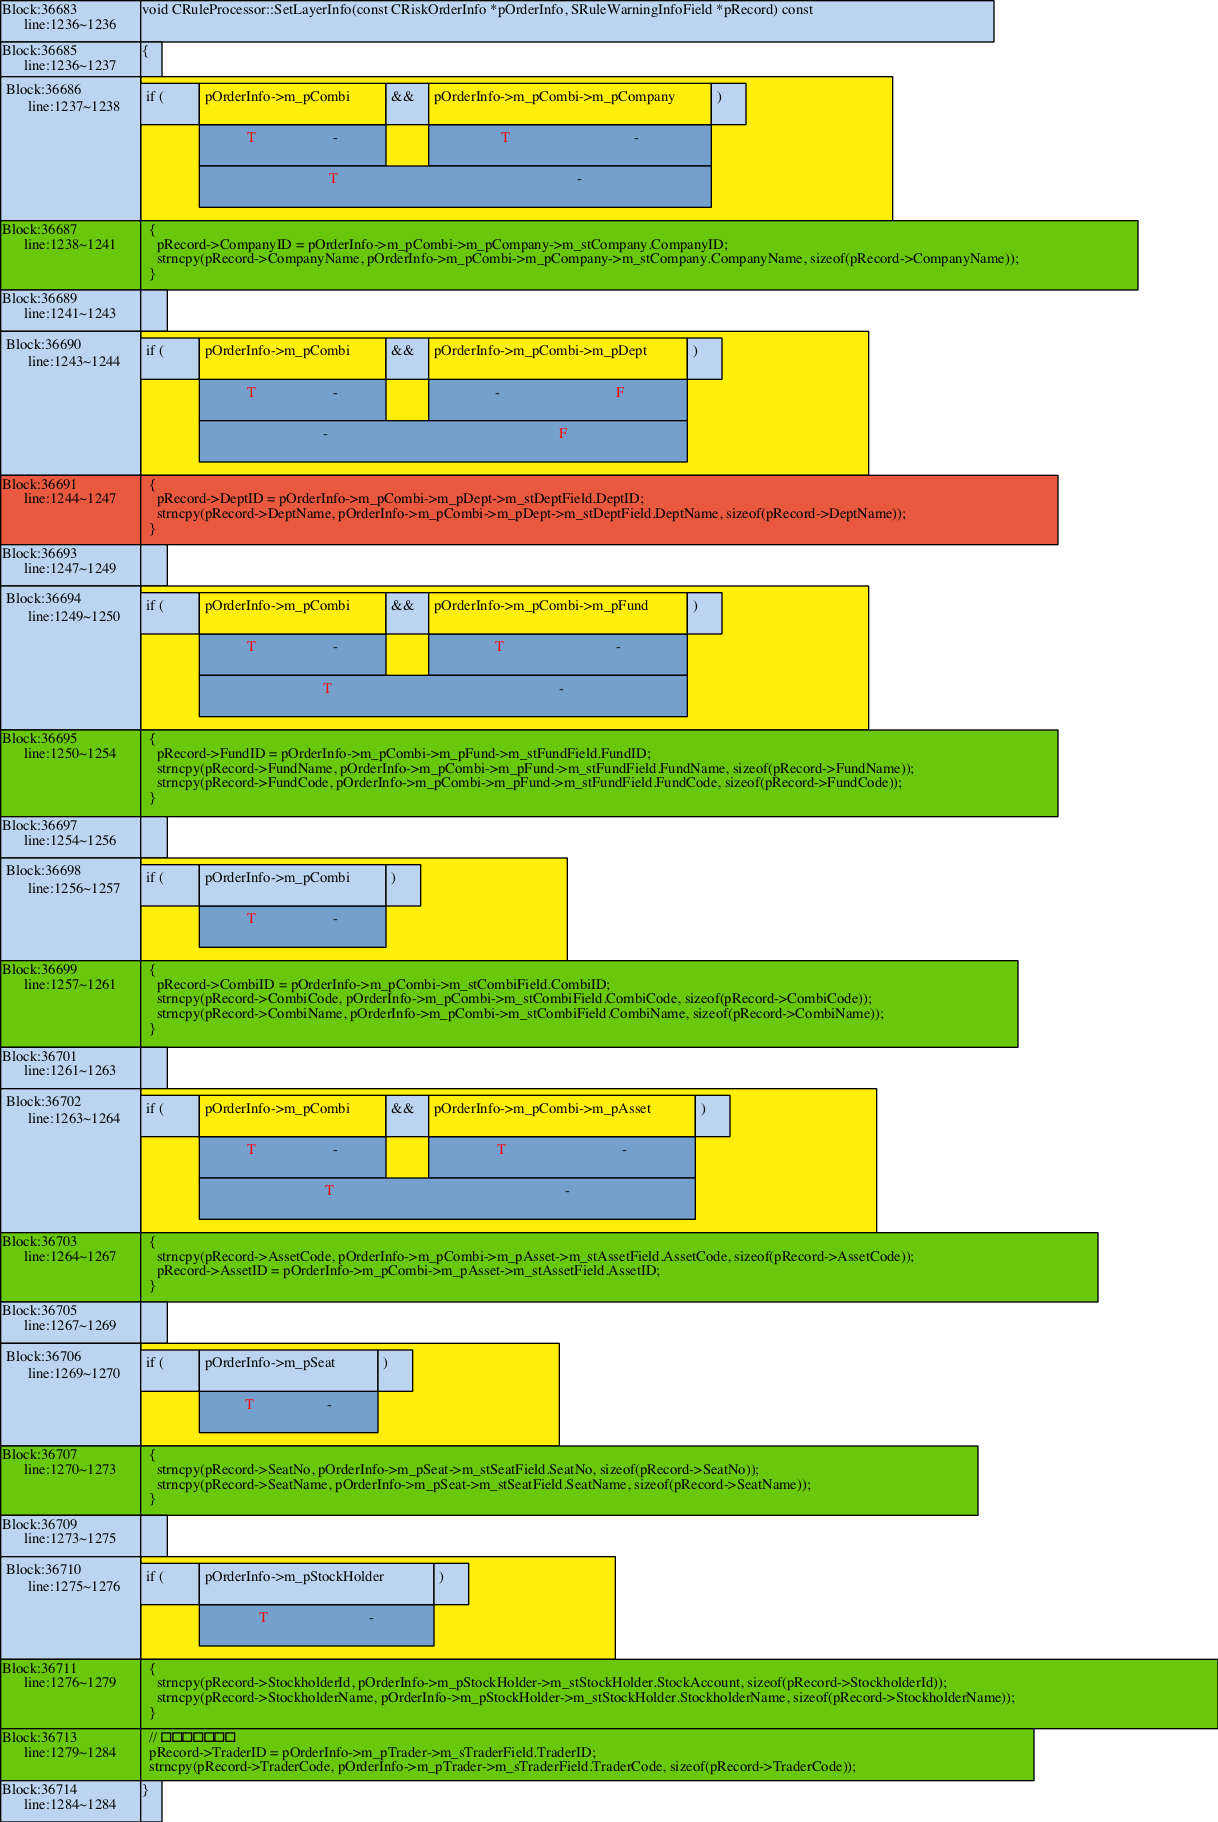 Block:36683
line:1236~1236
void CRuleProcessor::SetLayerInfo(const CRiskOrderInfo *pOrderInfo, SRuleWarningInfoField *pRecord) const
Block:36685
line:1236~1237
{
Block:36686
line:1237~1238
if ( pOrderInfo->m_pCombi && pOrderInfo->m_pCombi->m_pCompany )
T - T -
T -
Block:36687
line:1238~1241
{
pRecord->CompanyID = pOrderInfo->m_pCombi->m_pCompany->m_stCompany.CompanyID;
strncpy(pRecord->CompanyName, pOrderInfo->m_pCombi->m_pCompany->m_stCompany.CompanyName, sizeof(pRecord->CompanyName));
}
Block:36689
line:1241~1243
Block:36690
line:1243~1244
if ( pOrderInfo->m_pCombi && pOrderInfo->m_pCombi->m_pDept )
T - - F
- F
Block:36691
line:1244~1247
{
pRecord->DeptID = pOrderInfo->m_pCombi->m_pDept->m_stDeptField.DeptID;
strncpy(pRecord->DeptName, pOrderInfo->m_pCombi->m_pDept->m_stDeptField.DeptName, sizeof(pRecord->DeptName));
}
Block:36693
line:1247~1249
Block:36694
line:1249~1250
if ( pOrderInfo->m_pCombi && pOrderInfo->m_pCombi->m_pFund )
T - T -
T -
Block:36695
line:1250~1254
{
pRecord->FundID = pOrderInfo->m_pCombi->m_pFund->m_stFundField.FundID;
strncpy(pRecord->FundName, pOrderInfo->m_pCombi->m_pFund->m_stFundField.FundName, sizeof(pRecord->FundName));
strncpy(pRecord->FundCode, pOrderInfo->m_pCombi->m_pFund->m_stFundField.FundCode, sizeof(pRecord->FundCode));
}
Block:36697
line:1254~1256
Block:36698
line:1256~1257
if ( pOrderInfo->m_pCombi )
T -
Block:36699
line:1257~1261
{
pRecord->CombiID = pOrderInfo->m_pCombi->m_stCombiField.CombiID;
strncpy(pRecord->CombiCode, pOrderInfo->m_pCombi->m_stCombiField.CombiCode, sizeof(pRecord->CombiCode));
strncpy(pRecord->CombiName, pOrderInfo->m_pCombi->m_stCombiField.CombiName, sizeof(pRecord->CombiName));
}
Block:36701
line:1261~1263
Block:36702
line:1263~1264
if ( pOrderInfo->m_pCombi && pOrderInfo->m_pCombi->m_pAsset )
T - T -
T -
Block:36703
line:1264~1267
{
strncpy(pRecord->AssetCode, pOrderInfo->m_pCombi->m_pAsset->m_stAssetField.AssetCode, sizeof(pRecord->AssetCode));
pRecord->AssetID = pOrderInfo->m_pCombi->m_pAsset->m_stAssetField.AssetID;
}
Block:36705
line:1267~1269
Block:36706
line:1269~1270
if ( pOrderInfo->m_pSeat )
T -
Block:36707
line:1270~1273
{
strncpy(pRecord->SeatNo, pOrderInfo->m_pSeat->m_stSeatField.SeatNo, sizeof(pRecord->SeatNo));
strncpy(pRecord->SeatName, pOrderInfo->m_pSeat->m_stSeatField.SeatName, sizeof(pRecord->SeatName));
}
Block:36709
line:1273~1275
Block:36710
line:1275~1276
if ( pOrderInfo->m_pStockHolder )
T -
Block:36711
line:1276~1279
{
strncpy(pRecord->StockholderId, pOrderInfo->m_pStockHolder->m_stStockHolder.StockAccount, sizeof(pRecord->StockholderId));
strncpy(pRecord->StockholderName, pOrderInfo->m_pStockHolder->m_stStockHolder.StockholderName, sizeof(pRecord->StockholderName));
}
Block:36713
line:1279~1284
// □□□□□□□
pRecord->TraderID = pOrderInfo->m_pTrader->m_sTraderField.TraderID;
strncpy(pRecord->TraderCode, pOrderInfo->m_pTrader->m_sTraderField.TraderCode, sizeof(pRecord->TraderCode));
Block:36714
line:1284~1284
}